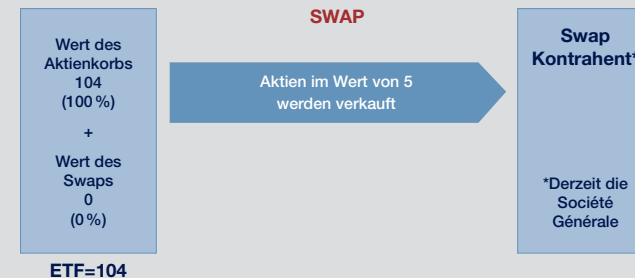 SWAP
Wert des
Aktienkorbs
104
(100 %)
+
Wert des
Swaps
0
(0 %)
ETF=104
Aktien im Wert von 5
werden verkauft
Swap
Kontrahent*
*Derzeit die
Société
Générale